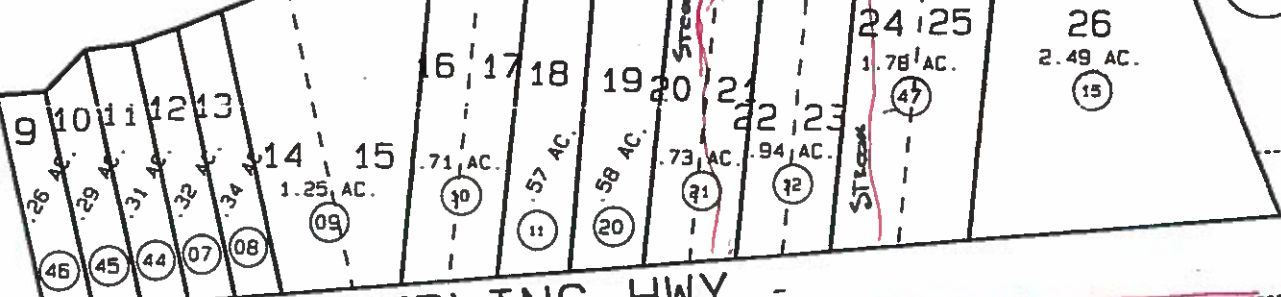 9
.26 AC.
46
10
.29 AC.
45
11
.31 AC.
44
12
.32 AC.
07
13
.34 AC.
08
14 15
1.25 AC.
09
16 17
.71 AC.
10
18
.57 AC.
11
19
.58 AC.
20
Stream
20 21
.73 AC.
21
22 23
.94 AC.
12
24 25
1.78 AC.
47
Stream
26
2.49 AC.
15
HWY